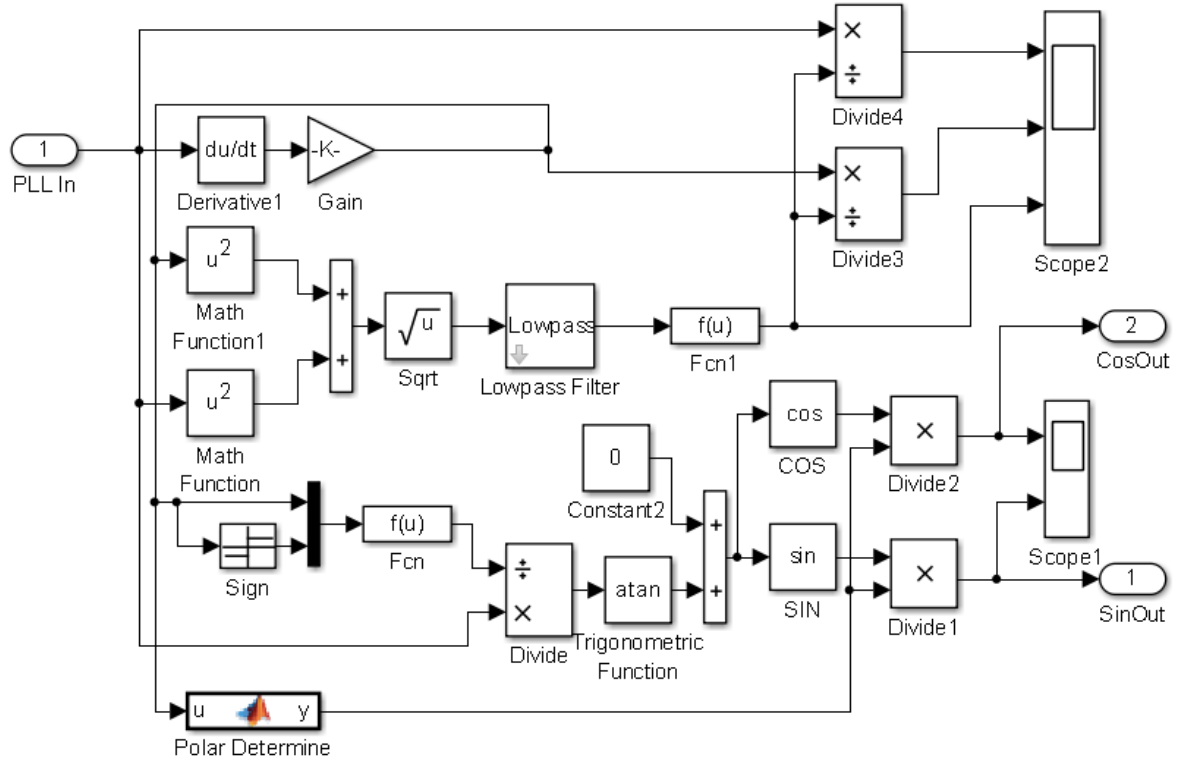 ×
÷
Divide4
1
PLL In
du/dt
Derivative1
-K-
Gain
×
÷
Divide3
Scope2
u2
Math
Function1
+
+
√u
Sqrt
Lowpass
Lowpass Filter
f(u)
Fcn1
2
CosOut
u2
Math
Function
0
Constant2
cos
COS
×
Divide2
Scope1
Sign
f(u)
Fcn
÷
×
Divide
atan
Trigonometric
Function
+
+
sin
SIN
×
Divide1
1
SinOut
u y
Polar Determine